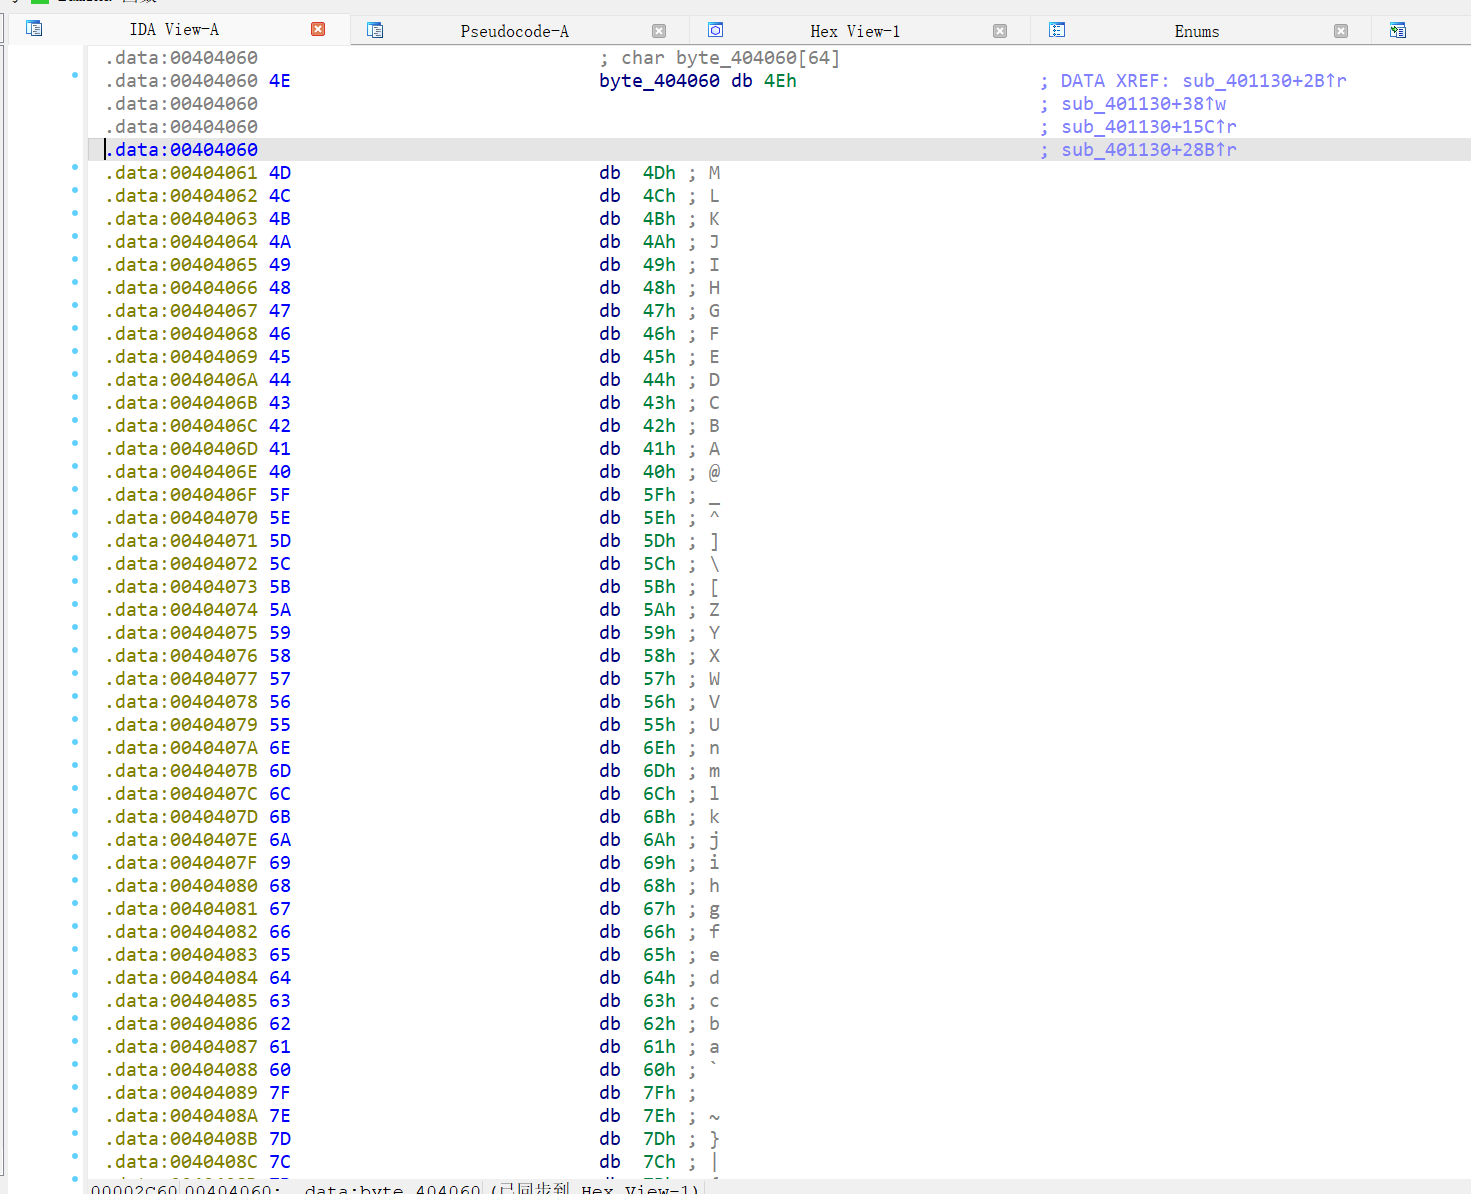 IDA View-A Pseudocode-A Hex View-1 Enums
.data:00404060 ; char byte_404060[64]
.data:00404060 4E byte_404060 db 4Eh ; DATA XREF: sub_401130+2B↑r
.data:00404060 ; sub_401130+38↑w
.data:00404060 ; sub_401130+15C↑r
.data:00404060 ; sub_401130+28B↑r
.data:00404061 4D db 4Dh ; M
.data:00404062 4C db 4Ch ; L
.data:00404063 4B db 4Bh ; K
.data:00404064 4A db 4Ah ; J
.data:00404065 49 db 49h ; I
.data:00404066 48 db 48h ; H
.data:00404067 47 db 47h ; G
.data:00404068 46 db 46h ; F
.data:00404069 45 db 45h ; E
.data:0040406A 44 db 44h ; D
.data:0040406B 43 db 43h ; C
.data:0040406C 42 db 42h ; B
.data:0040406D 41 db 41h ; A
.data:0040406E 40 db 40h ; @
.data:0040406F 5F db 5Fh ; _
.data:00404070 5E db 5Eh ; ^
.data:00404071 5D db 5Dh ; ]
.data:00404072 5C db 5Ch ; \
.data:00404073 5B db 5Bh ; [
.data:00404074 5A db 5Ah ; Z
.data:00404075 59 db 59h ; Y
.data:00404076 58 db 58h ; X
.data:00404077 57 db 57h ; W
.data:00404078 56 db 56h ; V
.data:00404079 55 db 55h ; U
.data:0040407A 6E db 6Eh ; n
.data:0040407B 6D db 6Dh ; m
.data:0040407C 6C db 6Ch ; l
.data:0040407D 6B db 6Bh ; k
.data:0040407E 6A db 6Ah ; j
.data:0040407F 69 db 69h ; i
.data:00404080 68 db 68h ; h
.data:00404081 67 db 67h ; g
.data:00404082 66 db 66h ; f
.data:00404083 65 db 65h ; e
.data:00404084 64 db 64h ; d
.data:00404085 63 db 63h ; c
.data:00404086 62 db 62h ; b
.data:00404087 61 db 61h ; a
.data:00404088 60 db 60h ; `
.data:00404089 7F db 7Fh ;
.data:0040408A 7E db 7Eh ; ~
.data:0040408B 7D db 7Dh ; }
.data:0040408C 7C db 7Ch ; |
00002C60 00404060: .data:byte_404060 (已同步到 Hex View-1)